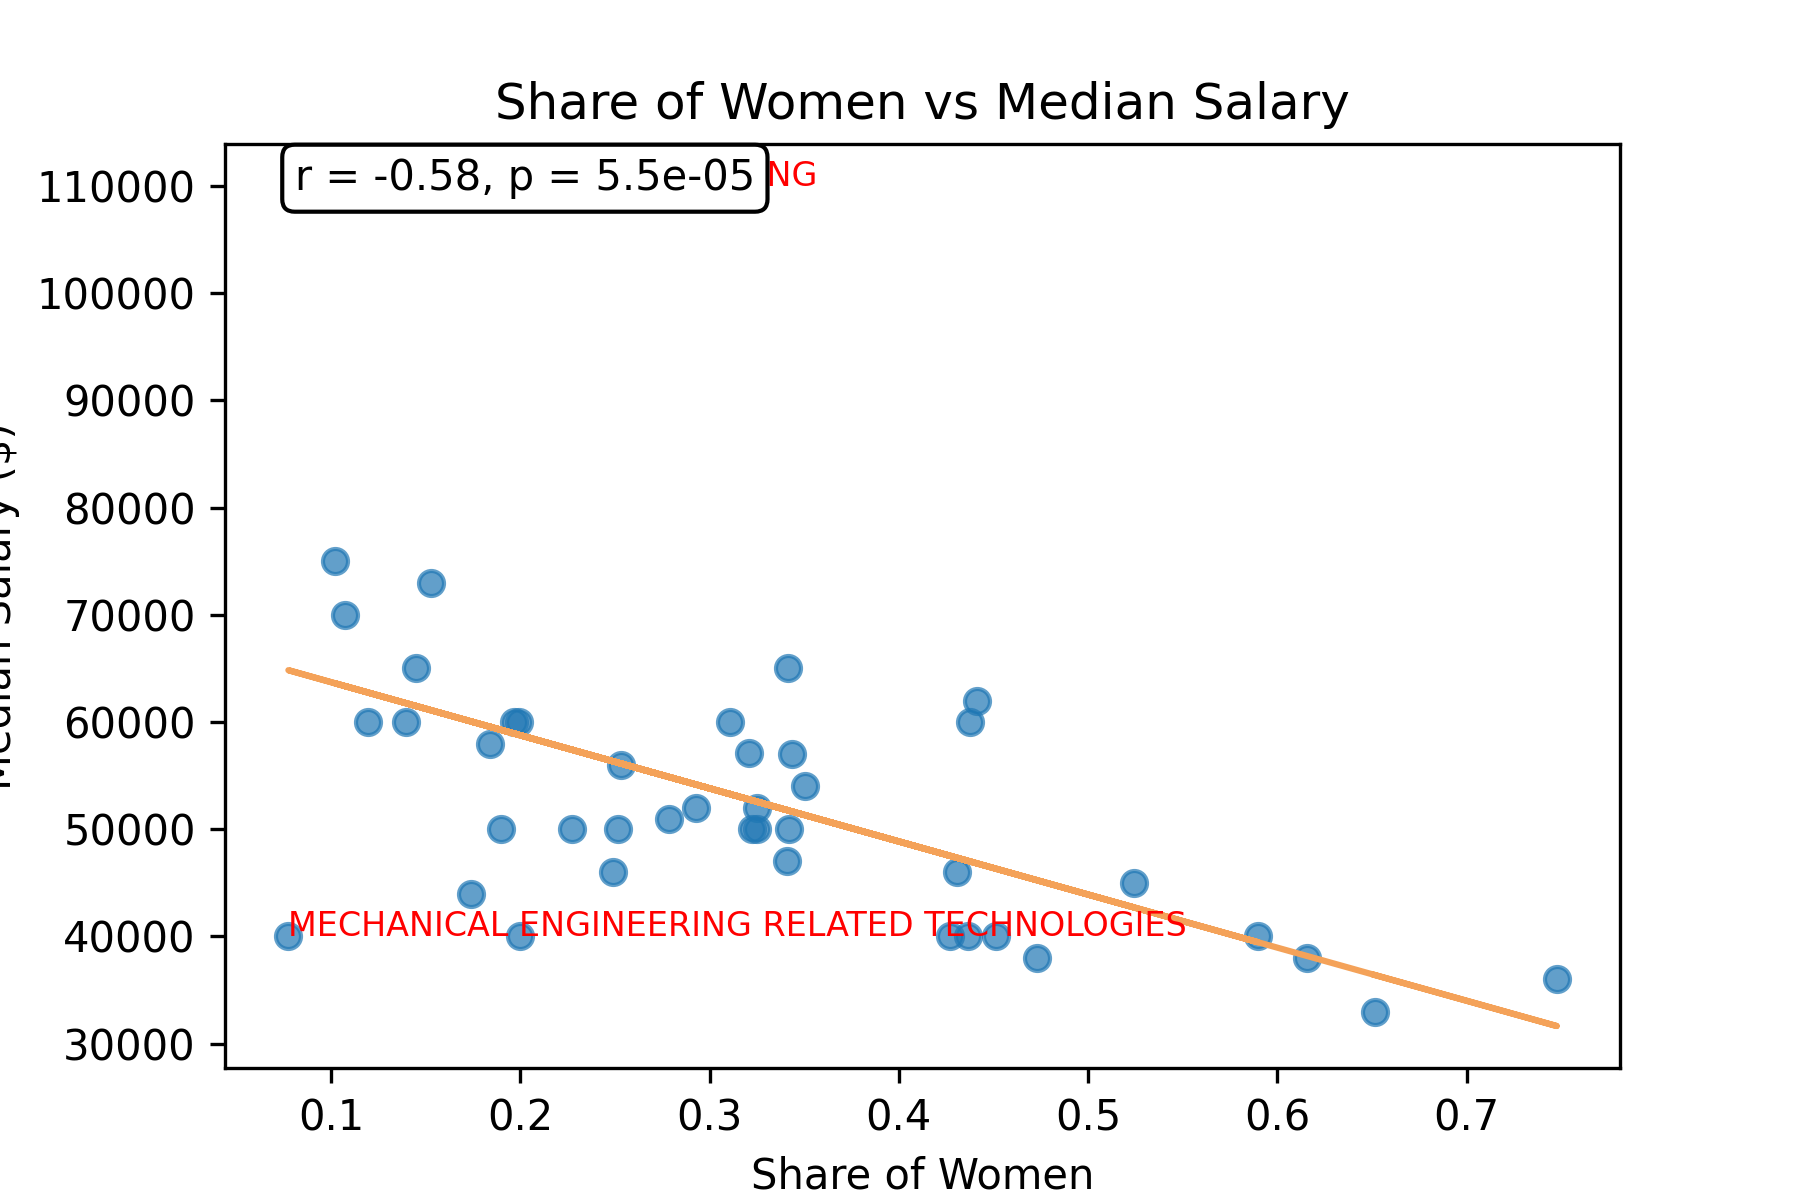 Share of Women vs Median Salary
r = -0.58, p = 5.5e-05
NG
110000
100000
90000
80000
70000
60000
50000
40000
30000
Median Salary ($)
MECHANICAL ENGINEERING RELATED TECHNOLOGIES
0.1 0.2 0.3 0.4 0.5 0.6 0.7
Share of Women